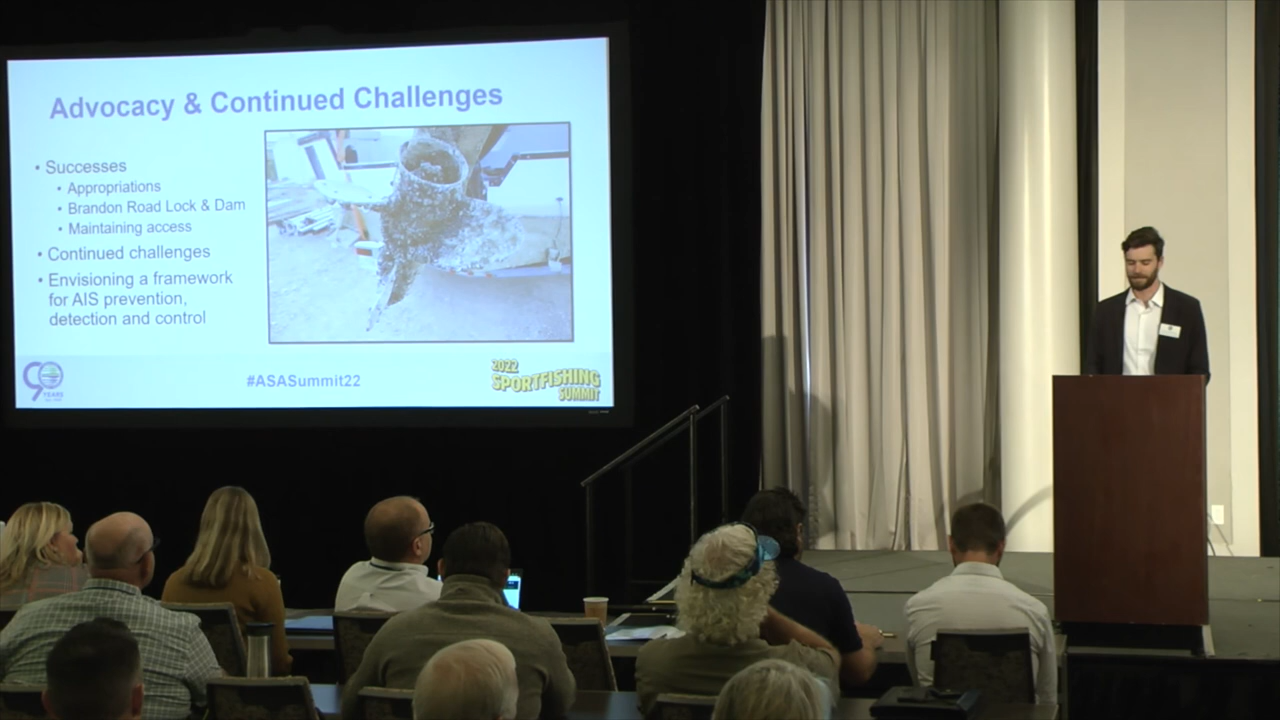 Advocacy & Continued Challenges
• Successes
• Appropriations
• Brandon Road Lock & Dam
• Maintaining access
• Continued challenges
• Envisioning a framework
for AIS prevention,
detection and control
90
YEARS
#ASASummit22
2022
SPORTFISHING
SUMMIT